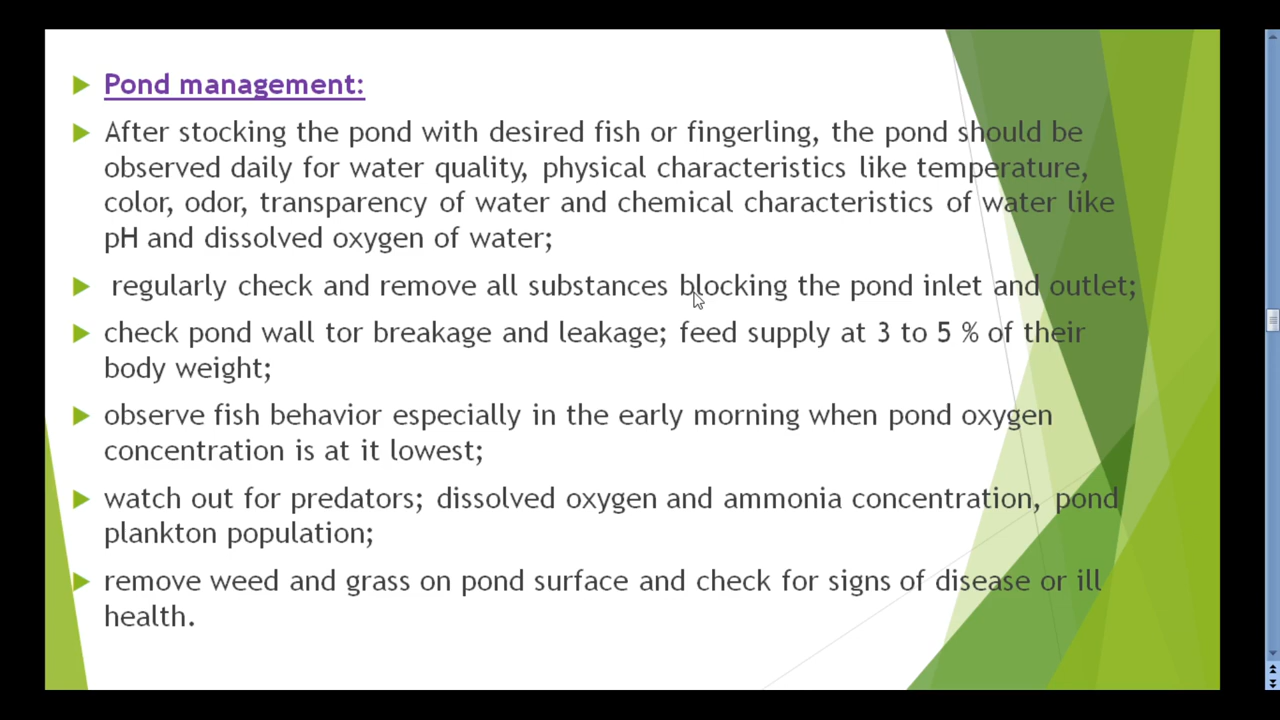 Pond management:
After stocking the pond with desired fish or fingerling, the pond should be
observed daily for water quality, physical characteristics like temperature,
color, odor, transparency of water and chemical characteristics of water like
pH and dissolved oxygen of water;
regularly check and remove all substances blocking the pond inlet and outlet;
check pond wall tor breakage and leakage; feed supply at 3 to 5 % of their
body weight;
observe fish behavior especially in the early morning when pond oxygen
concentration is at it lowest;
watch out for predators; dissolved oxygen and ammonia concentration, pond
plankton population;
remove weed and grass on pond surface and check for signs of disease or ill
health.